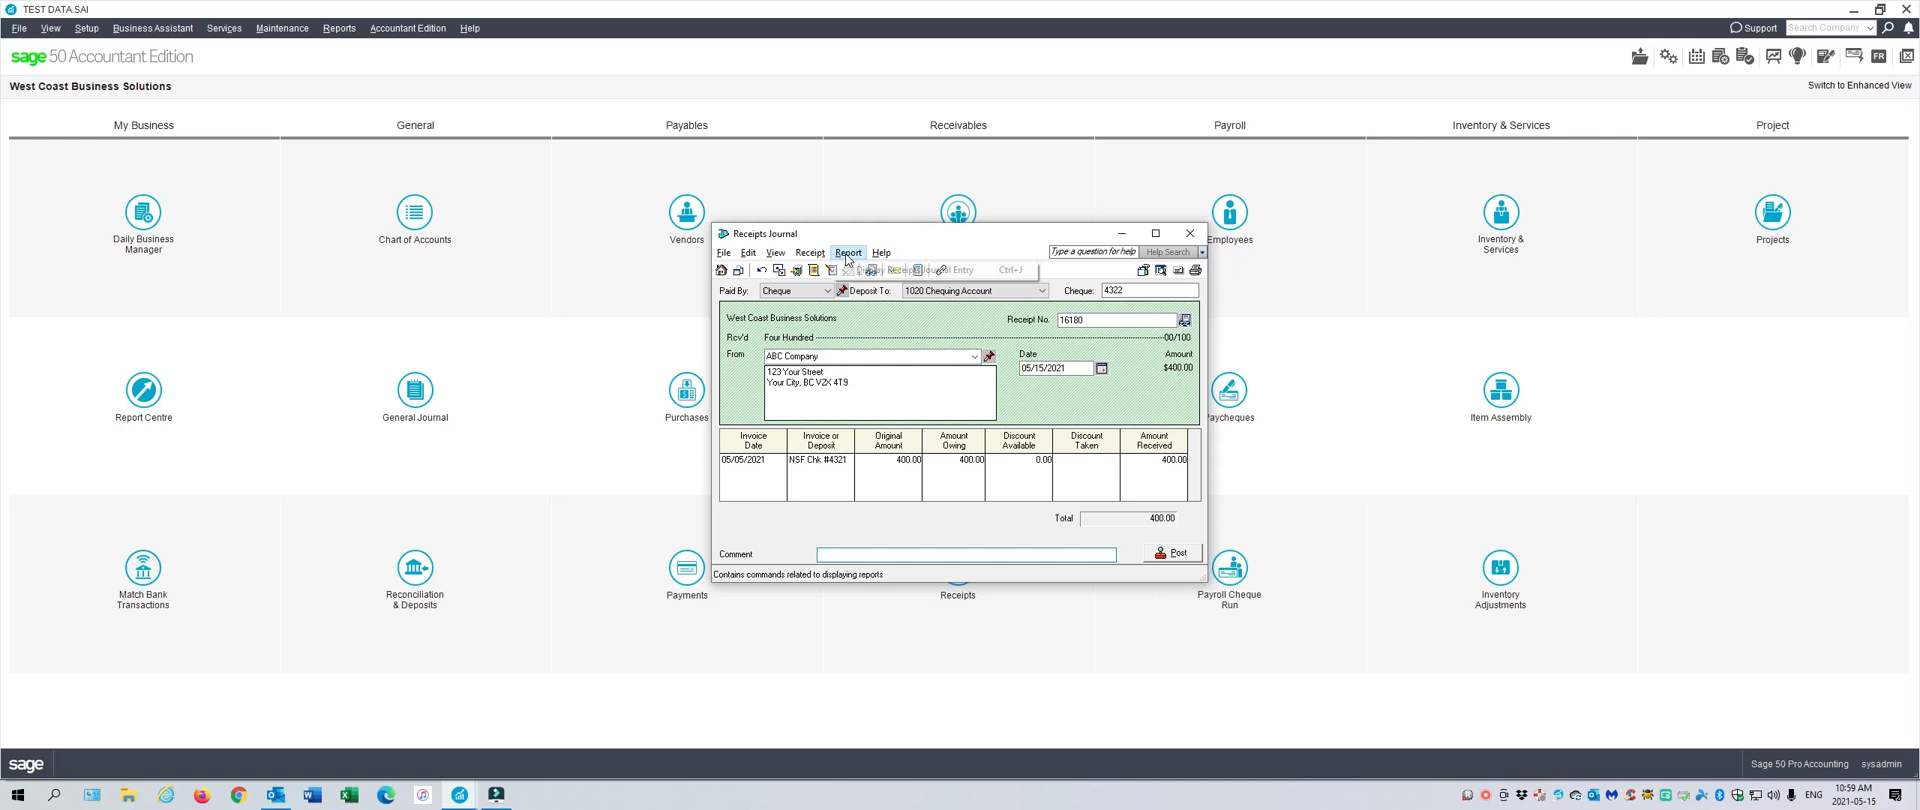 TEST DATA.SAI
File View Setup Business Assistant Services Maintenance Reports Accountant Edition Help
Support Search Company
sage 50 Accountant Edition
FR
West Coast Business Solutions
Switch to Enhanced View
My Business General Payables Receivables Payroll Inventory & Services Project
Daily Business
Manager
Chart of Accounts
Vendors
Employees
Inventory &
Services
Projects
Receipts Journal
File Edit View Receipt Report Help
Type a question for help Help Search
Display Receipts Journal Entry Ctrl+J
Paid By: Cheque Deposit To: 1020 Chequing Account Cheque: 4322
West Coast Business Solutions
Receipt No. 16180
Rcv'd Four Hundred 00/100
From ABC Company
Date Amount
05/15/2021 $400.00
123 Your Street
Your City, BC V2X 4T9
Invoice
Date
Invoice or
Deposit
Original
Amount
Amount
Owing
Discount
Available
Discount
Taken
Amount
Received
05/05/2021 NSF Chk #4321 400.00 400.00 0.00 400.00
Total 400.00
Comment Post
Contains commands related to displaying reports
Report Centre
General Journal
Purchases
Paycheques
Item Assembly
Match Bank
Transactions
Reconciliation
& Deposits
Payments
Receipts
Payroll Cheque
Run
Inventory
Adjustments
sage
Sage 50 Pro Accounting sysadmin
ENG
10:59 AM
2021-05-15